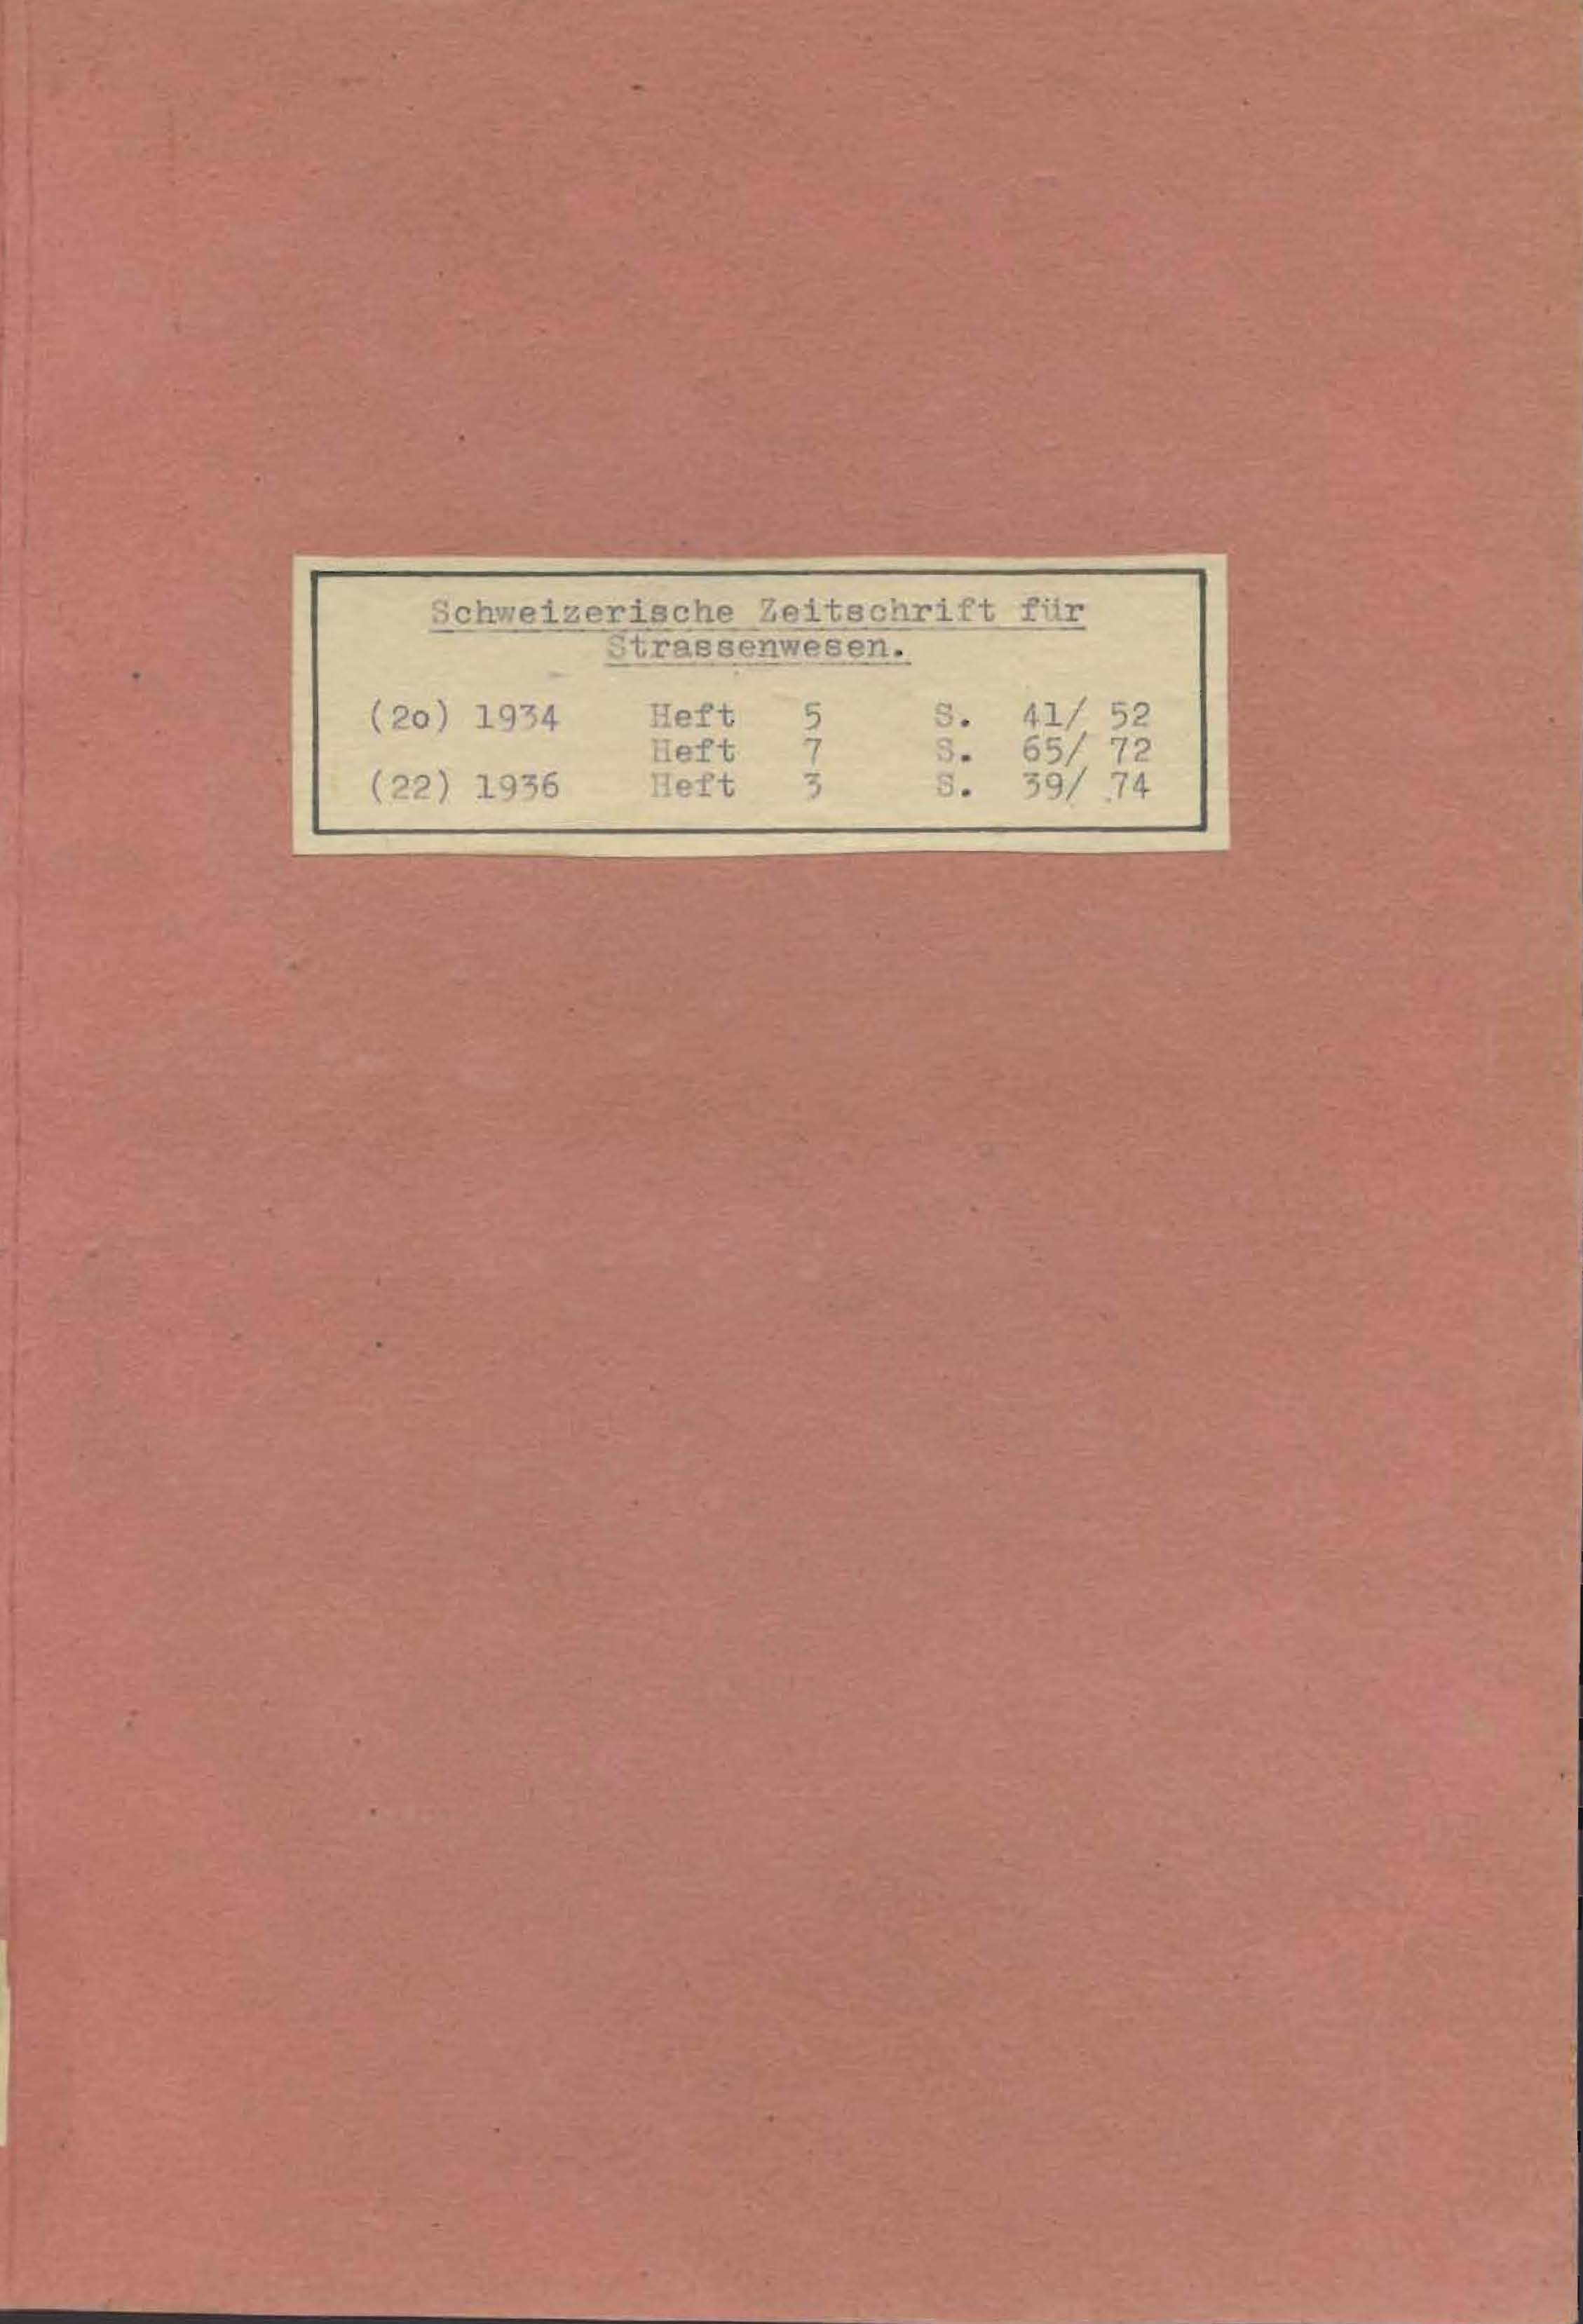 Schweizerische Zeitschrift für
Strassenwesen.
(2o) 1934 Heft 5 S. 41/ 52
Heft 7 S. 65/ 72
(22) 1936 Heft 3 S. 39/ 74